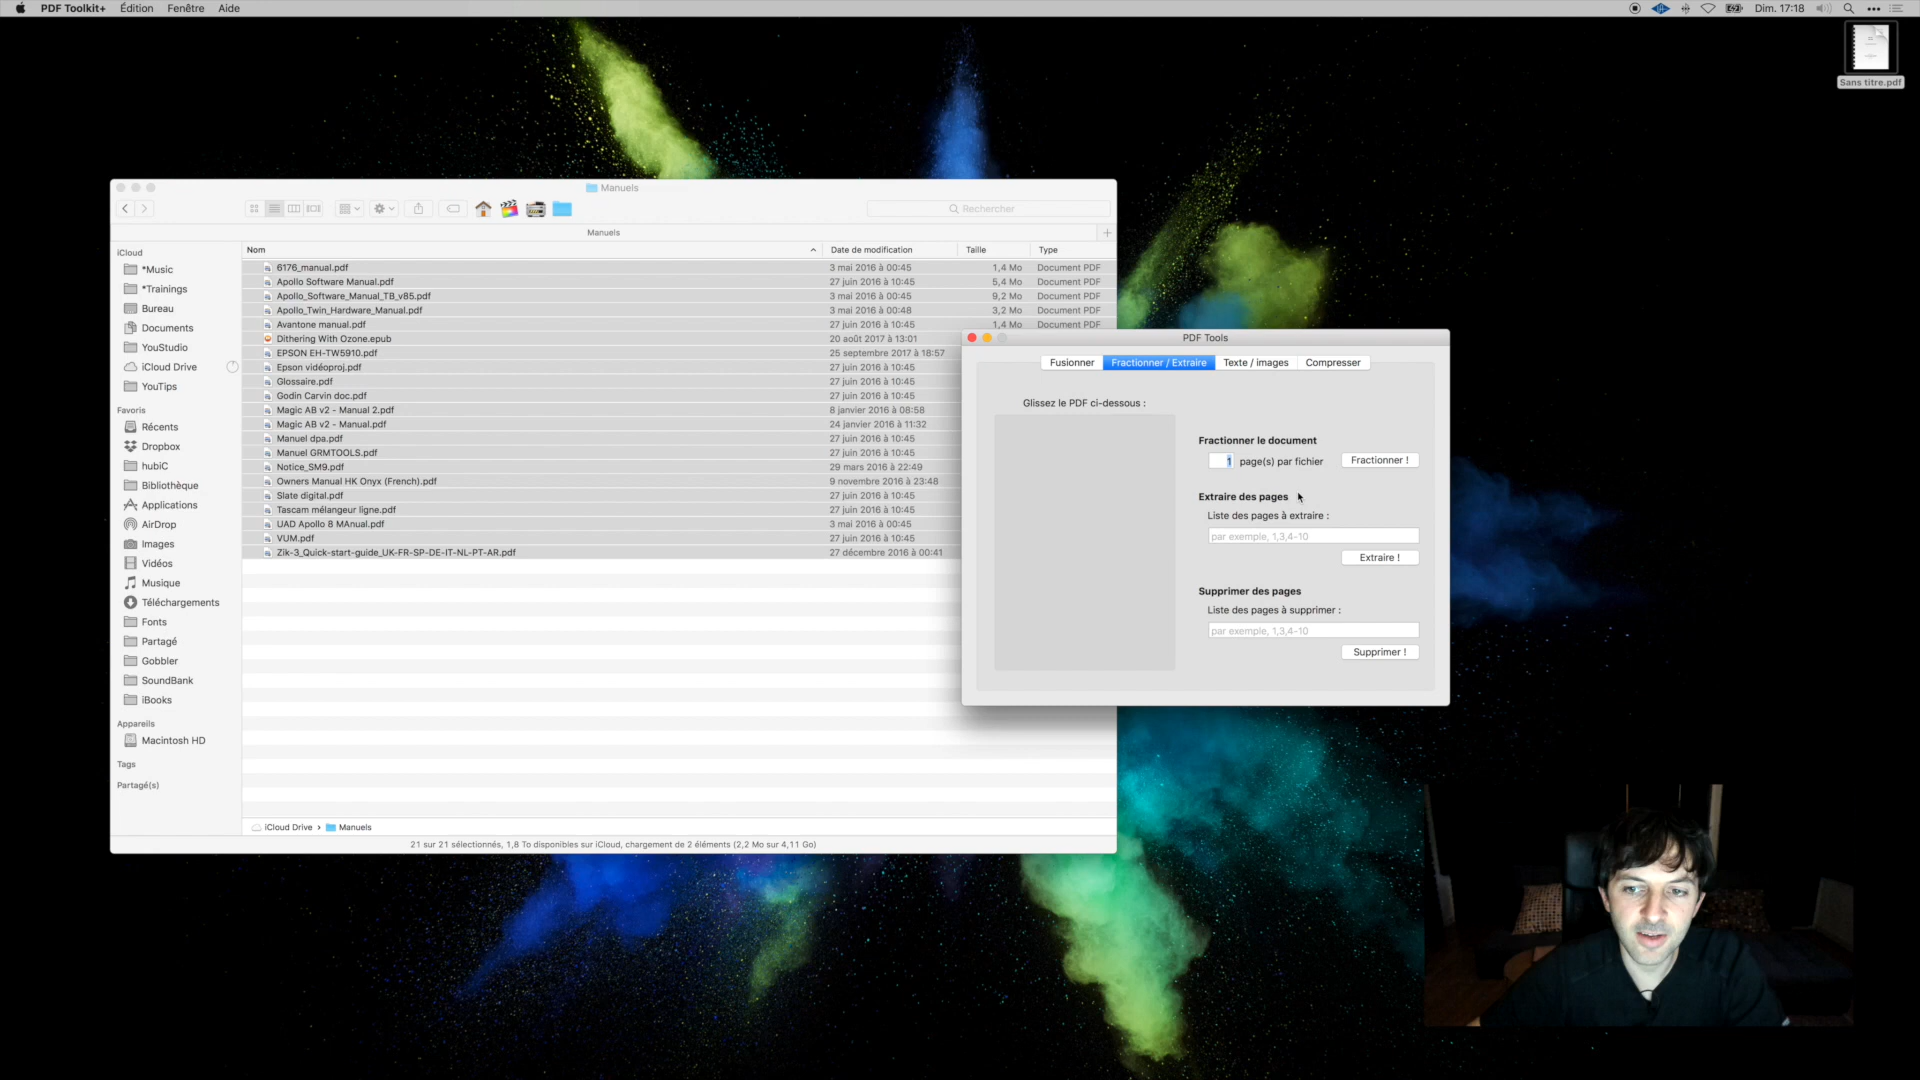 PDF Toolkit+ Édition Fenêtre Aide
Dim. 17:18
Sans titre.pdf
Manuels
Rechercher
Manuels
Nom Date de modification Taille Type
iCloud
*Music
*Trainings
Bureau
Documents
YouStudio
iCloud Drive
YouTips
Favoris
Récents
Dropbox
hubiC
Bibliothèque
Applications
AirDrop
Images
Vidéos
Musique
Téléchargements
Fonts
Partagé
Gobbler
SoundBank
iBooks
Appareils
Macintosh HD
Tags
Partagé(s)
6176_manual.pdf 3 mai 2016 à 00:45 1,4 Mo Document PDF
Apollo Software Manual.pdf 27 juin 2016 à 10:45 5,4 Mo Document PDF
Apollo_Software_Manual_TB_v85.pdf 3 mai 2016 à 00:45 9,2 Mo Document PDF
Apollo_Twin_Hardware_Manual.pdf 3 mai 2016 à 00:48 3,2 Mo Document PDF
Avantone manual.pdf 27 juin 2016 à 10:45 1,4 Mo Document PDF
Dithering With Ozone.epub 20 août 2017 à 13:01
EPSON EH-TW5910.pdf 25 septembre 2017 à 18:57
Epson vidéoproj.pdf 27 juin 2016 à 10:45
Glossaire.pdf 27 juin 2016 à 10:45
Godin Carvin doc.pdf 27 juin 2016 à 10:45
Magic AB v2 - Manual 2.pdf 8 janvier 2016 à 08:58
Magic AB v2 - Manual.pdf 24 janvier 2016 à 11:32
Manuel dpa.pdf 27 juin 2016 à 10:45
Manuel GRMTOOLS.pdf 27 juin 2016 à 10:45
Notice_SM9.pdf 29 mars 2016 à 22:49
Owners Manual HK Onyx (French).pdf 9 novembre 2016 à 23:48
Slate digital.pdf 27 juin 2016 à 10:45
Tascam mélangeur ligne.pdf 27 juin 2016 à 10:45
UAD Apollo 8 MAnual.pdf 3 mai 2016 à 00:45
VUM.pdf 27 juin 2016 à 10:45
Zik-3_Quick-start-guide_UK-FR-SP-DE-IT-NL-PT-AR.pdf 27 décembre 2016 à 00:41
iCloud Drive › Manuels
21 sur 21 sélectionnés, 1,8 To disponibles sur iCloud, chargement de 2 éléments (2,2 Mo sur 4,11 Go)
PDF Tools
Fusionner Fractionner / Extraire Texte / images Compresser
Glissez le PDF ci-dessous :
Fractionner le document
1 page(s) par fichier Fractionner !
Extraire des pages
Liste des pages à extraire :
par exemple, 1,3,4-10
Extraire !
Supprimer des pages
Liste des pages à supprimer :
par exemple, 1,3,4-10
Supprimer !